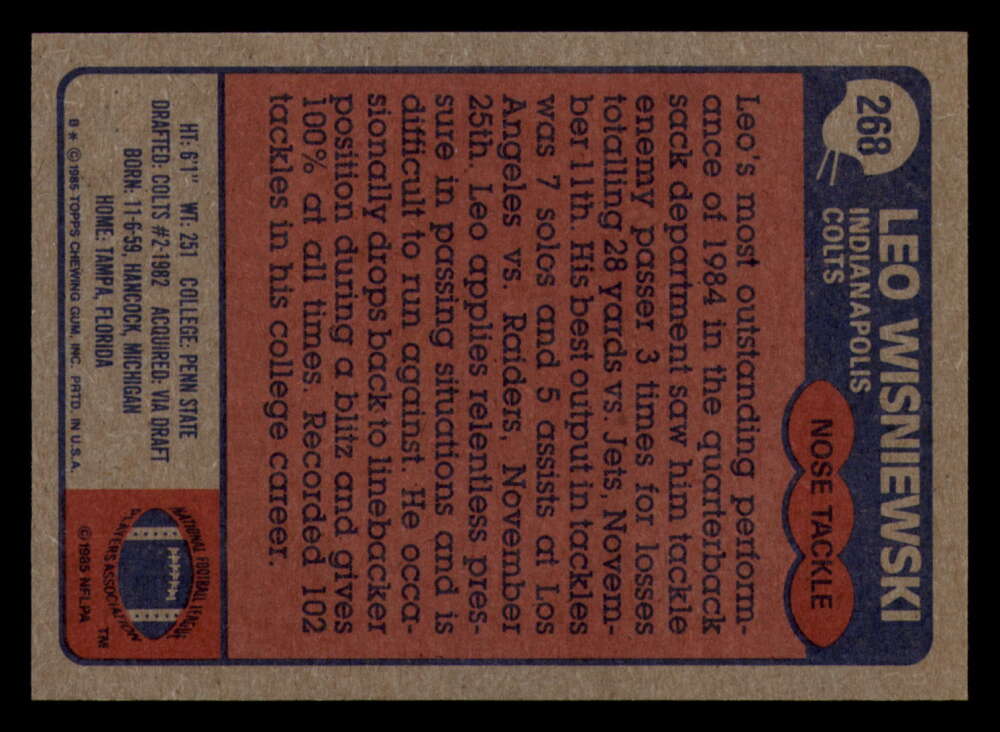 268
LEO WISNIEWSKI
INDIANAPOLIS
COLTS
NOSE TACKLE
Leo's most outstanding perform-
ance of 1984 in the quarterback
sack department saw him tackle
enemy passer 3 times for losses
totalling 28 yards vs. Jets, Novem-
ber 11th. His best output in tackles
was 7 solos and 5 assists at Los
Angeles vs. Raiders, November
25th. Leo applies relentless pres-
sure in passing situations and is
difficult to run against. He occa-
sionally drops back to linebacker
position during a blitz and gives
100% at all times. Recorded 102
tackles in his college career.
HT: 6'1" WT: 251 COLLEGE: PENN STATE
DRAFTED: COLTS #2-1982 ACQUIRED: VIA DRAFT
BORN: 11-6-59, HANCOCK, MICHIGAN
HOME: TAMPA, FLORIDA
B* © 1985 TOPPS CHEWING GUM, INC. PRTD. IN U.S.A.
NATIONAL FOOTBALL LEAGUE
PLAYERS ASSOCIATION
TM
© 1985 NFLPA